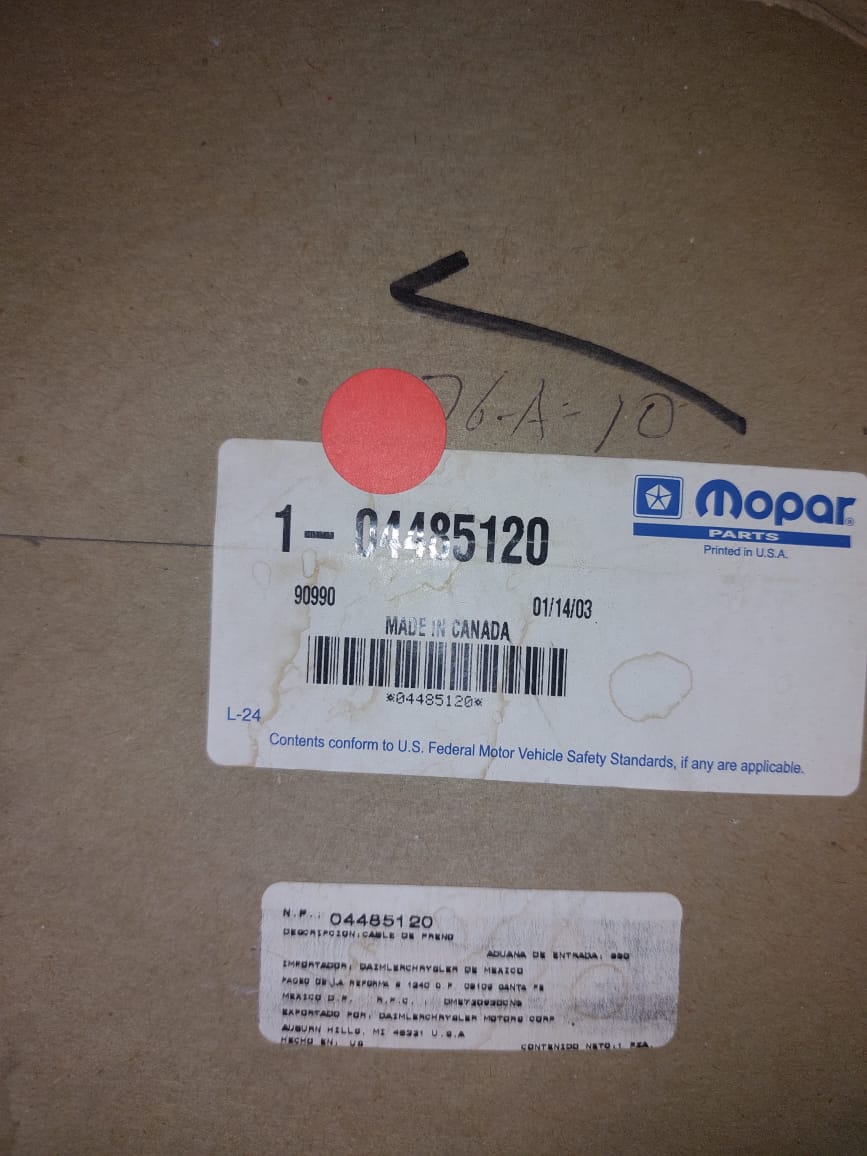 76-A-10
1- 04485120
Mopar
PARTS
Printed in U.S.A.
90990
01/14/03
MADE IN CANADA
*04485120*
L-24
Contents conform to U.S. Federal Motor Vehicle Safety Standards, if any are applicable.
N.P.: 04485120
DESCRIPCION:CABLE DE FRENO
ADUANA DE ENTRADA:
IMPORTADOR: DAIMLERCHRYSLER DE MEXICO
PASEO DE LA REFORMA # 1240 C.P. SANTA FE
MEXICO D.F. R.F.C.
EXPORTADO POR: DAIMLERCHRYSLER MOTORS CORP
AUBURN HILLS, MI U.S.A
HECHO EN: US
CONTENIDO NETO:1 PZA.